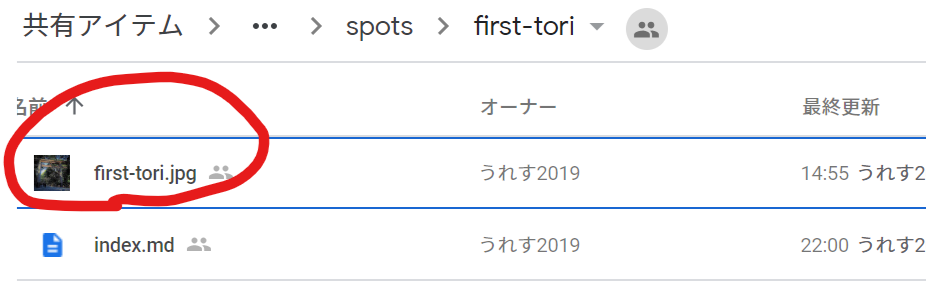 共有アイテム > ••• > spots > first-tori
名前 ↑ オーナー 最終更新
first-tori.jpg うれす2019 14:55 うれす2
index.md うれす2019 22:00 うれす2